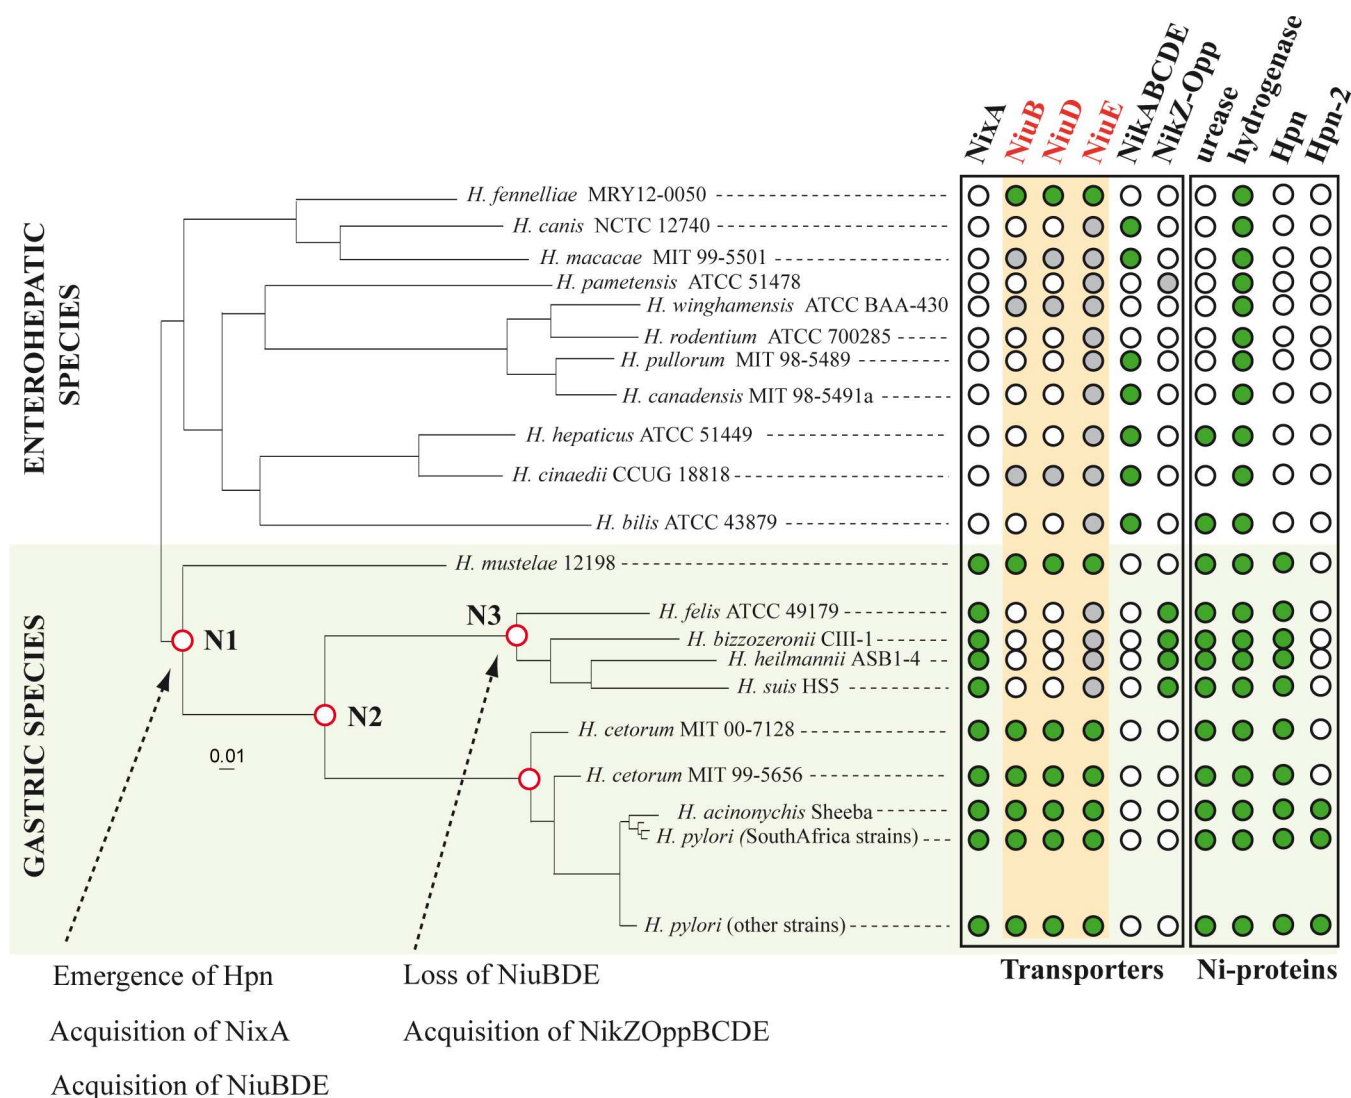 NixA
NiuB
NiuD
NiuE
NikABCDE
NikZ-Opp
urease
hydrogenase
Hpn
Hpn-2
ENTEROHEPATIC
SPECIES
H. fennelliae MRY12-0050
H. canis NCTC 12740
H. macacae MIT 99-5501
H. pametensis ATCC 51478
H. winghamensis ATCC BAA-430
H. rodentium ATCC 700285
H. pullorum MIT 98-5489
H. canadensis MIT 98-5491a
H. hepaticus ATCC 51449
H. cinaedii CCUG 18818
H. bilis ATCC 43879
GASTRIC SPECIES
H. mustelae 12198
N1
N3
H. felis ATCC 49179
H. bizzozeronii CIII-1
H. heilmannii ASB1-4
H. suis HS5
N2
0.01
H. cetorum MIT 00-7128
H. cetorum MIT 99-5656
H. acinonychis Sheeba
H. pylori (SouthAfrica strains)
H. pylori (other strains)
Transporters
Ni-proteins
Emergence of Hpn
Acquisition of NixA
Acquisition of NiuBDE
Loss of NiuBDE
Acquisition of NikZOppBCDE